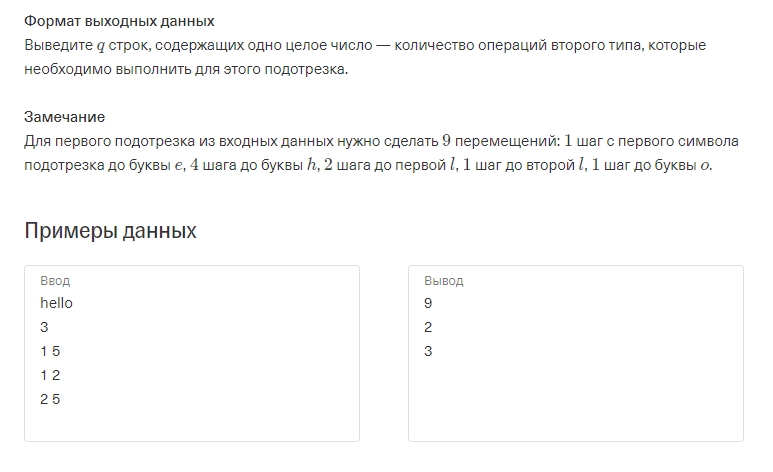 Формат выходных данных
Выведите q строк, содержащих одно целое число — количество операций второго типа, которые
необходимо выполнить для этого подотрезка.
Замечание
Для первого подотрезка из входных данных нужно сделать 9 перемещений: 1 шаг с первого символа
подотрезка до буквы e, 4 шага до буквы h, 2 шага до первой l, 1 шаг до второй l, 1 шаг до буквы o.
Примеры данных
Ввод
hello
3
1 5
1 2
2 5
Вывод
9
2
3